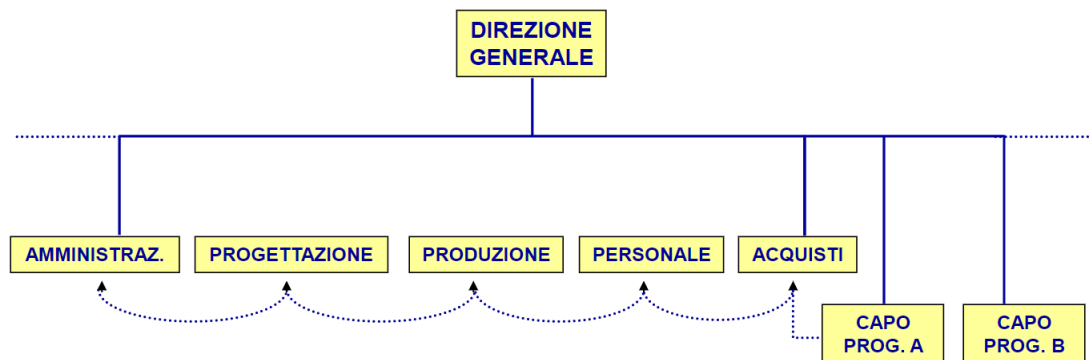 DIREZIONE
GENERALE
AMMINISTRAZ.
PROGETTAZIONE
PRODUZIONE
PERSONALE
ACQUISTI
CAPO
PROG. A
CAPO
PROG. B